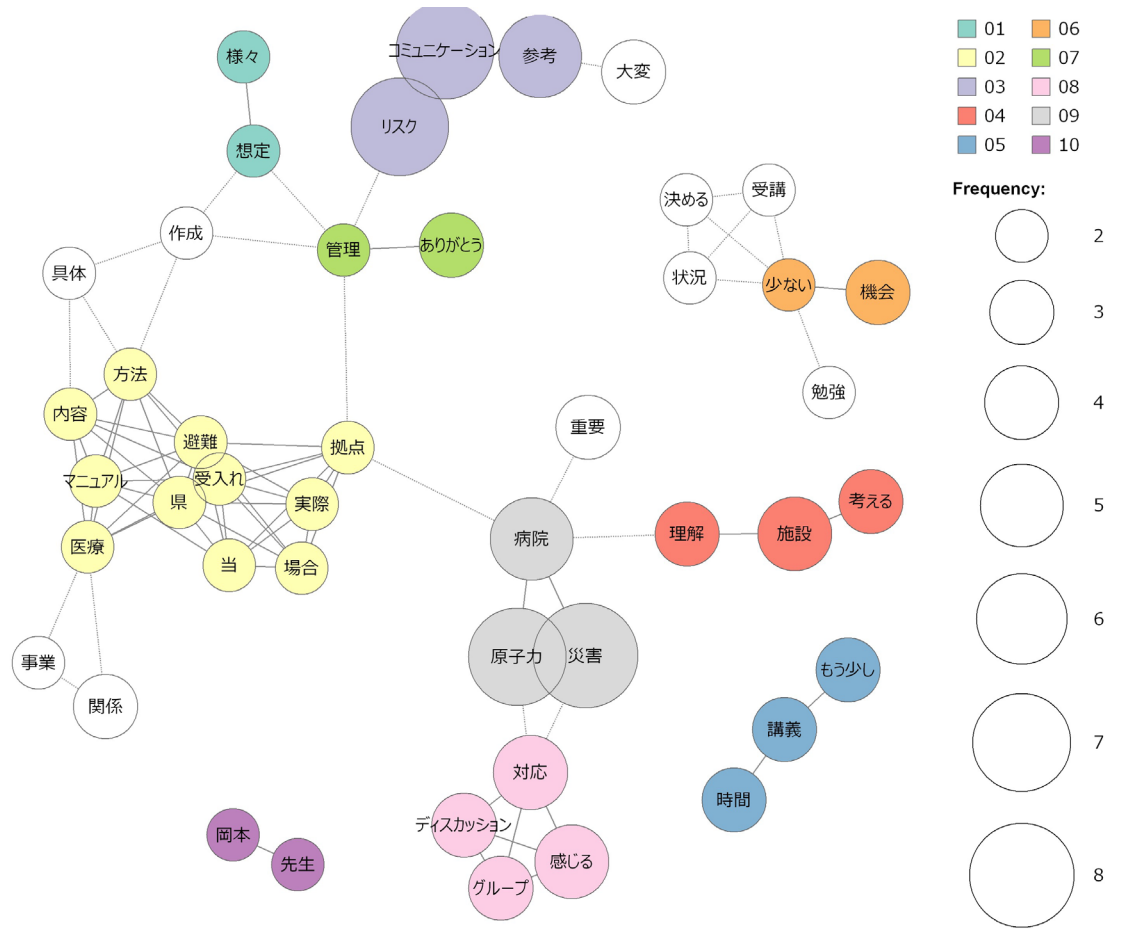 様々
コミュニケーション
参考
大変
リスク
想定
決める
受講
作成
管理
ありがとう
具体
状況
少ない
機会
方法
勉強
内容
避難
拠点
重要
マニュアル
受入れ
県
実際
理解
施設
考える
病院
医療
当
場合
事業
関係
原子力
災害
もう少し
講義
時間
対応
ディスカッション
感じる
グループ
岡本
先生
01
02
03
04
05
06
07
08
09
10
Frequency:
2
3
4
5
6
7
8